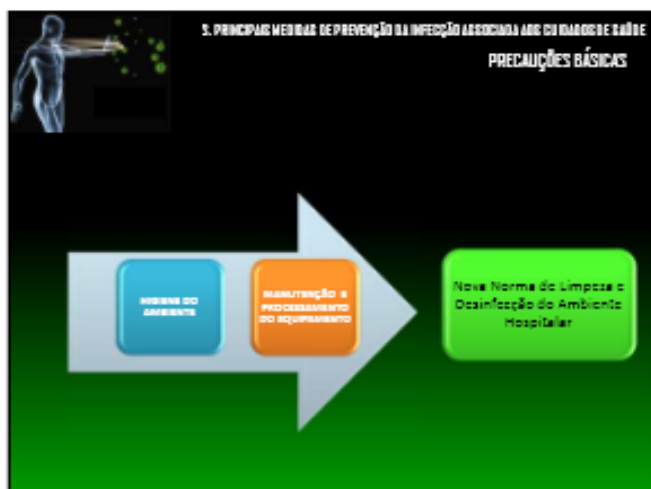 3. PRINCIPAIS MEDIDAS DE PREVENÇÃO DA INFECÇÃO ASSOCIADA AOS CUIDADOS DE SAÚDE
PRECAUÇÕES BÁSICAS
HIGIENE DO
AMBIENTE
MANUTENÇÃO E
PROCESSAMENTO
DO EQUIPAMENTO
Nova Norma de Limpeza e
Desinfecção do Ambiente
Hospitalar